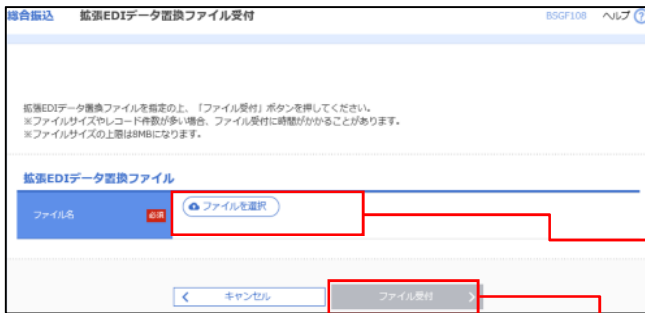 総合振込 拡張EDIデータ置換ファイル受付 BSGF108 ヘルプ ?
拡張EDIデータ置換ファイルを指定の上、「ファイル受付」ボタンを押してください。
※ファイルサイズやレコード件数が多い場合、ファイル受付に時間がかかることがあります。
※ファイルサイズの上限は8MBになります。
拡張EDIデータ置換ファイル
ファイル名 必須 ファイルを選択
キャンセル ファイル受付